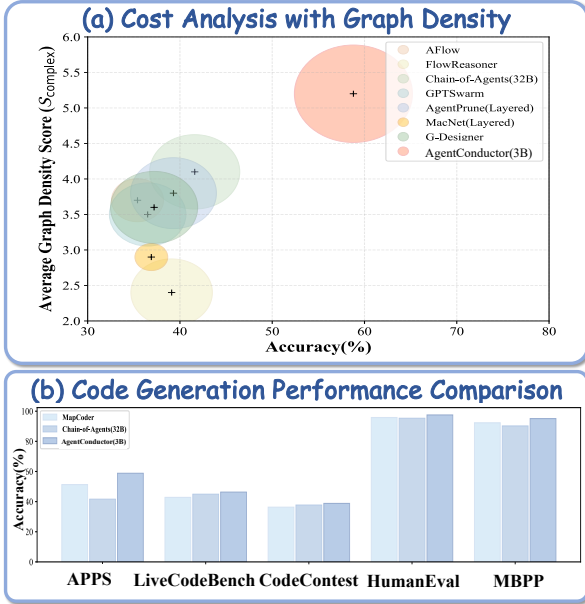 (a) Cost Analysis with Graph Density
Average Graph Density Score (Scomplex)
6.0
5.5
5.0
4.5
4.0
3.5
3.0
2.5
2.0
30
40
50
60
70
80
Accuracy(%)
AFlow
FlowReasoner
Chain-of-Agents(32B)
GPTSwarm
AgentPrune(Layered)
MacNet(Layered)
G-Designer
AgentConductor(3B)
(b) Code Generation Performance Comparison
Accuracy(%)
100
80
60
40
20
0
MapCoder
Chain-of-Agents(32B)
AgentConductor(3B)
APPS
LiveCodeBench
CodeContest
HumanEval
MBPP